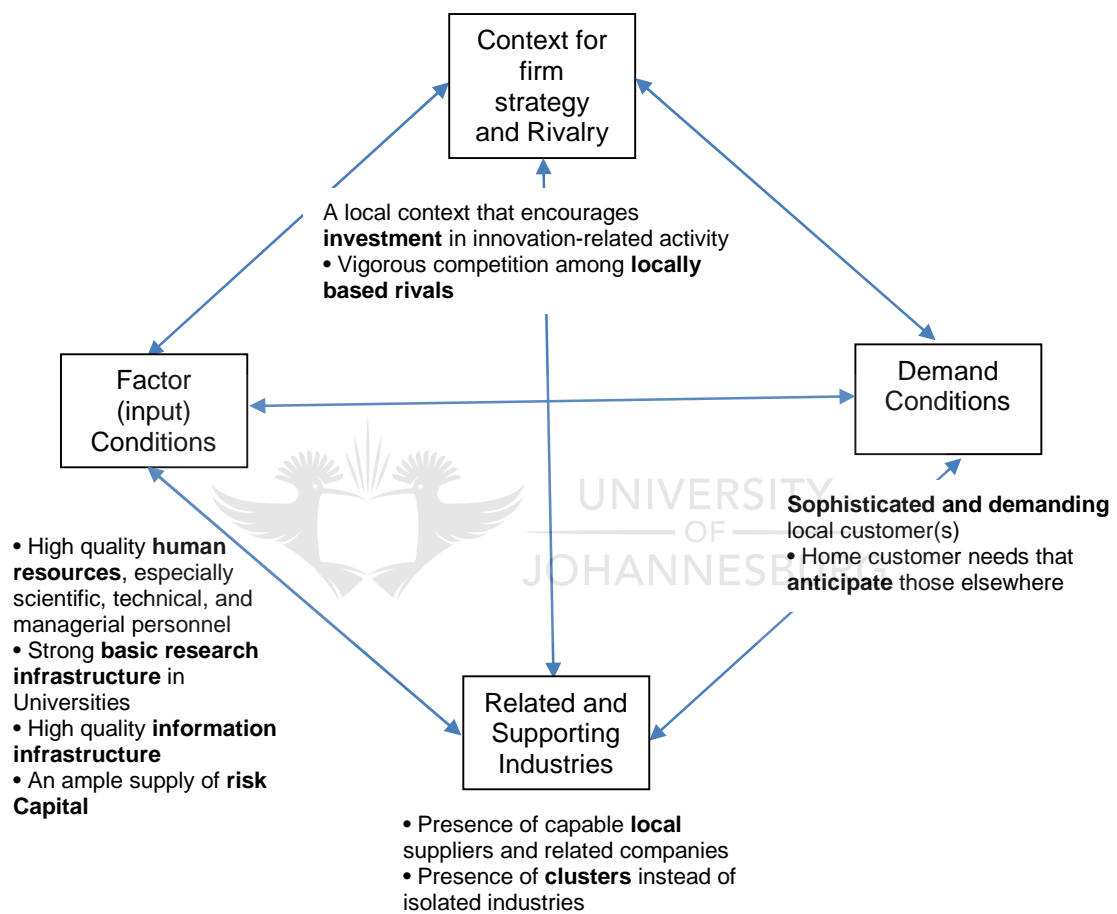 Context for
firm
strategy
and Rivalry
A local context that encourages
investment in innovation-related activity
• Vigorous competition among locally
based rivals
Factor
(input)
Conditions
Demand
Conditions
UNIVERSITY
OF
JOHANNESBURG
Sophisticated and demanding
local customer(s)
• Home customer needs that
anticipate those elsewhere
• High quality human
resources, especially
scientific, technical, and
managerial personnel
• Strong basic research
infrastructure in
Universities
• High quality information
infrastructure
• An ample supply of risk
Capital
Related and
Supporting
Industries
• Presence of capable local
suppliers and related companies
• Presence of clusters instead of
isolated industries